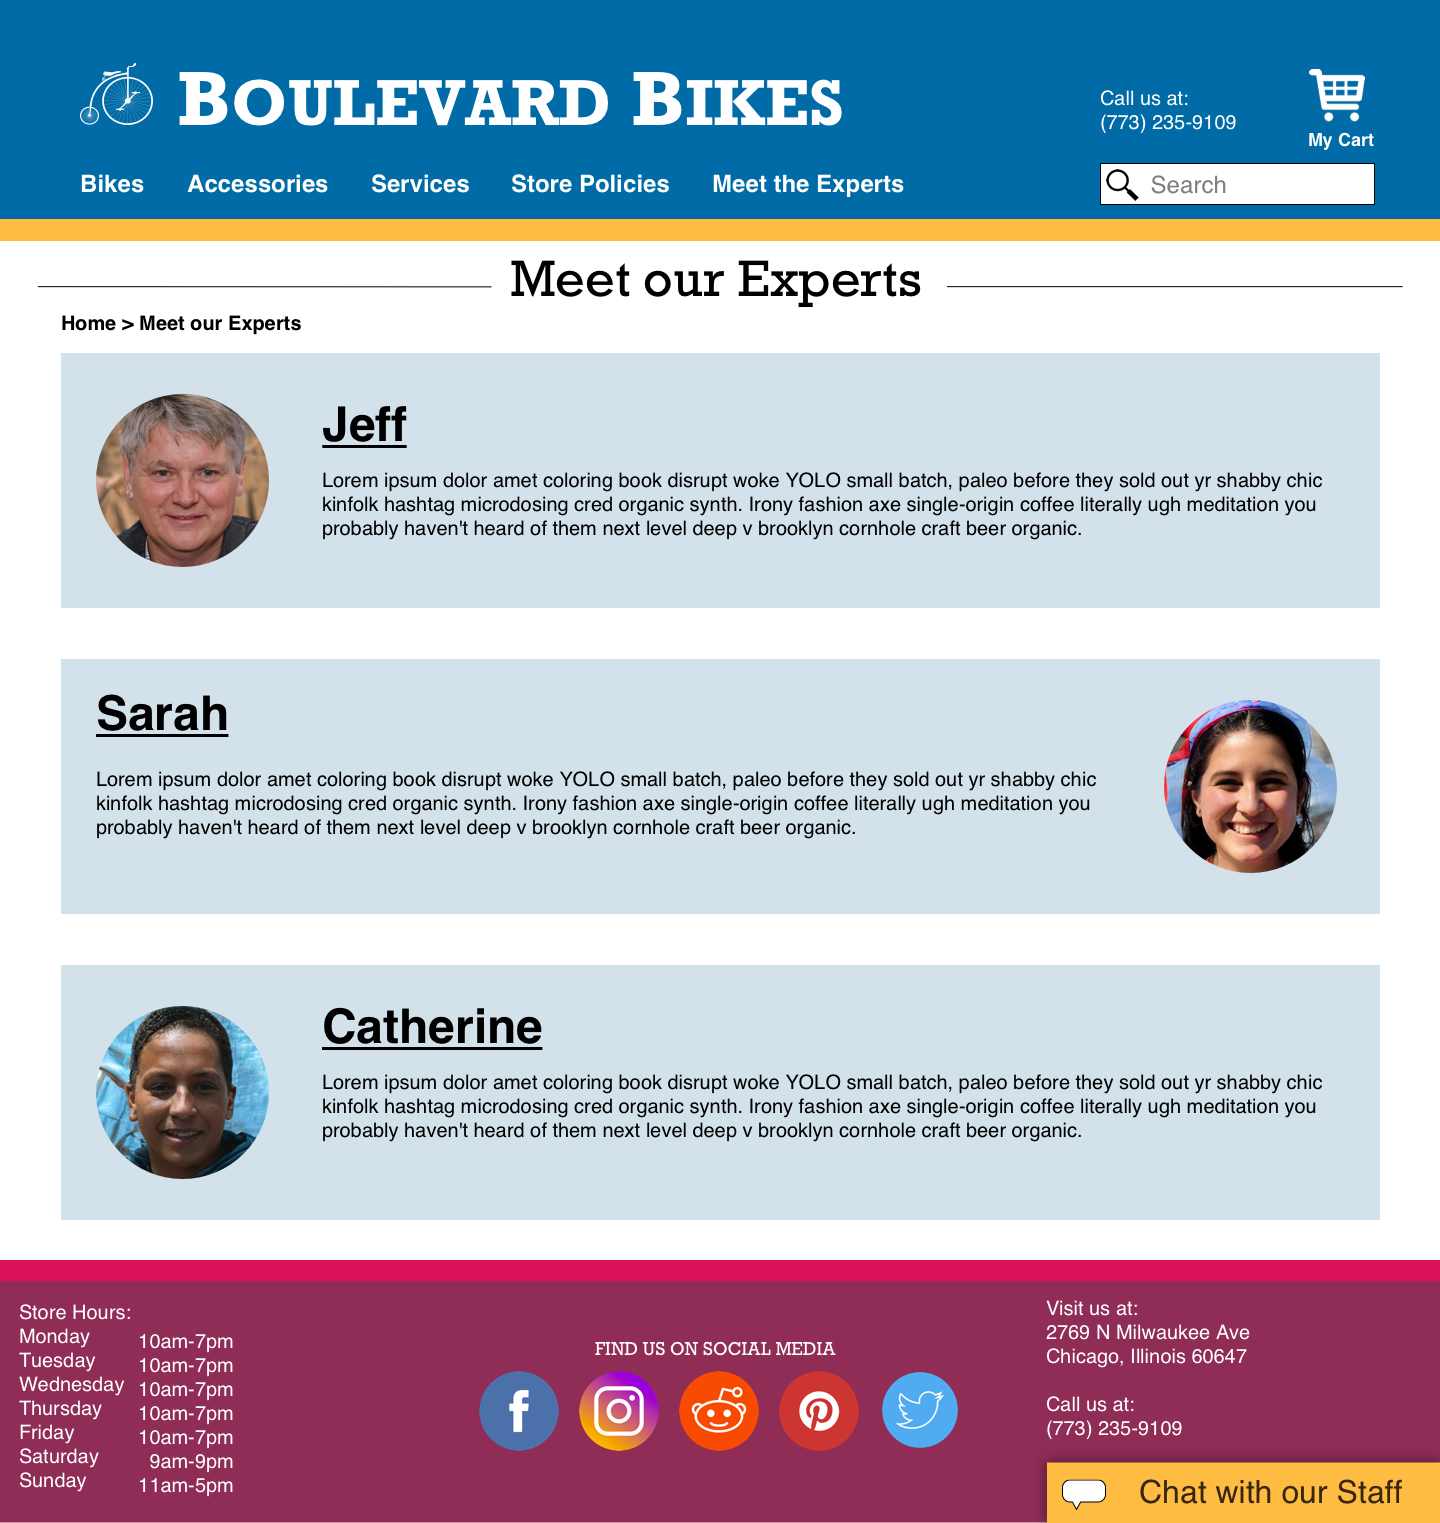 BOULEVARD BIKES
Call us at:
(773) 235-9109
My Cart
Bikes Accessories Services Store Policies Meet the Experts
Search
Meet our Experts
Home > Meet our Experts
Jeff
Lorem ipsum dolor amet coloring book disrupt woke YOLO small batch, paleo before they sold out yr shabby chic
kinfolk hashtag microdosing cred organic synth. Irony fashion axe single-origin coffee literally ugh meditation you
probably haven't heard of them next level deep v brooklyn cornhole craft beer organic.
Sarah
Lorem ipsum dolor amet coloring book disrupt woke YOLO small batch, paleo before they sold out yr shabby chic
kinfolk hashtag microdosing cred organic synth. Irony fashion axe single-origin coffee literally ugh meditation you
probably haven't heard of them next level deep v brooklyn cornhole craft beer organic.
Catherine
Lorem ipsum dolor amet coloring book disrupt woke YOLO small batch, paleo before they sold out yr shabby chic
kinfolk hashtag microdosing cred organic synth. Irony fashion axe single-origin coffee literally ugh meditation you
probably haven't heard of them next level deep v brooklyn cornhole craft beer organic.
Store Hours:
Monday 10am-7pm
Tuesday 10am-7pm
Wednesday 10am-7pm
Thursday 10am-7pm
Friday 10am-7pm
Saturday 9am-9pm
Sunday 11am-5pm
FIND US ON SOCIAL MEDIA
Visit us at:
2769 N Milwaukee Ave
Chicago, Illinois 60647
Call us at:
(773) 235-9109
Chat with our Staff